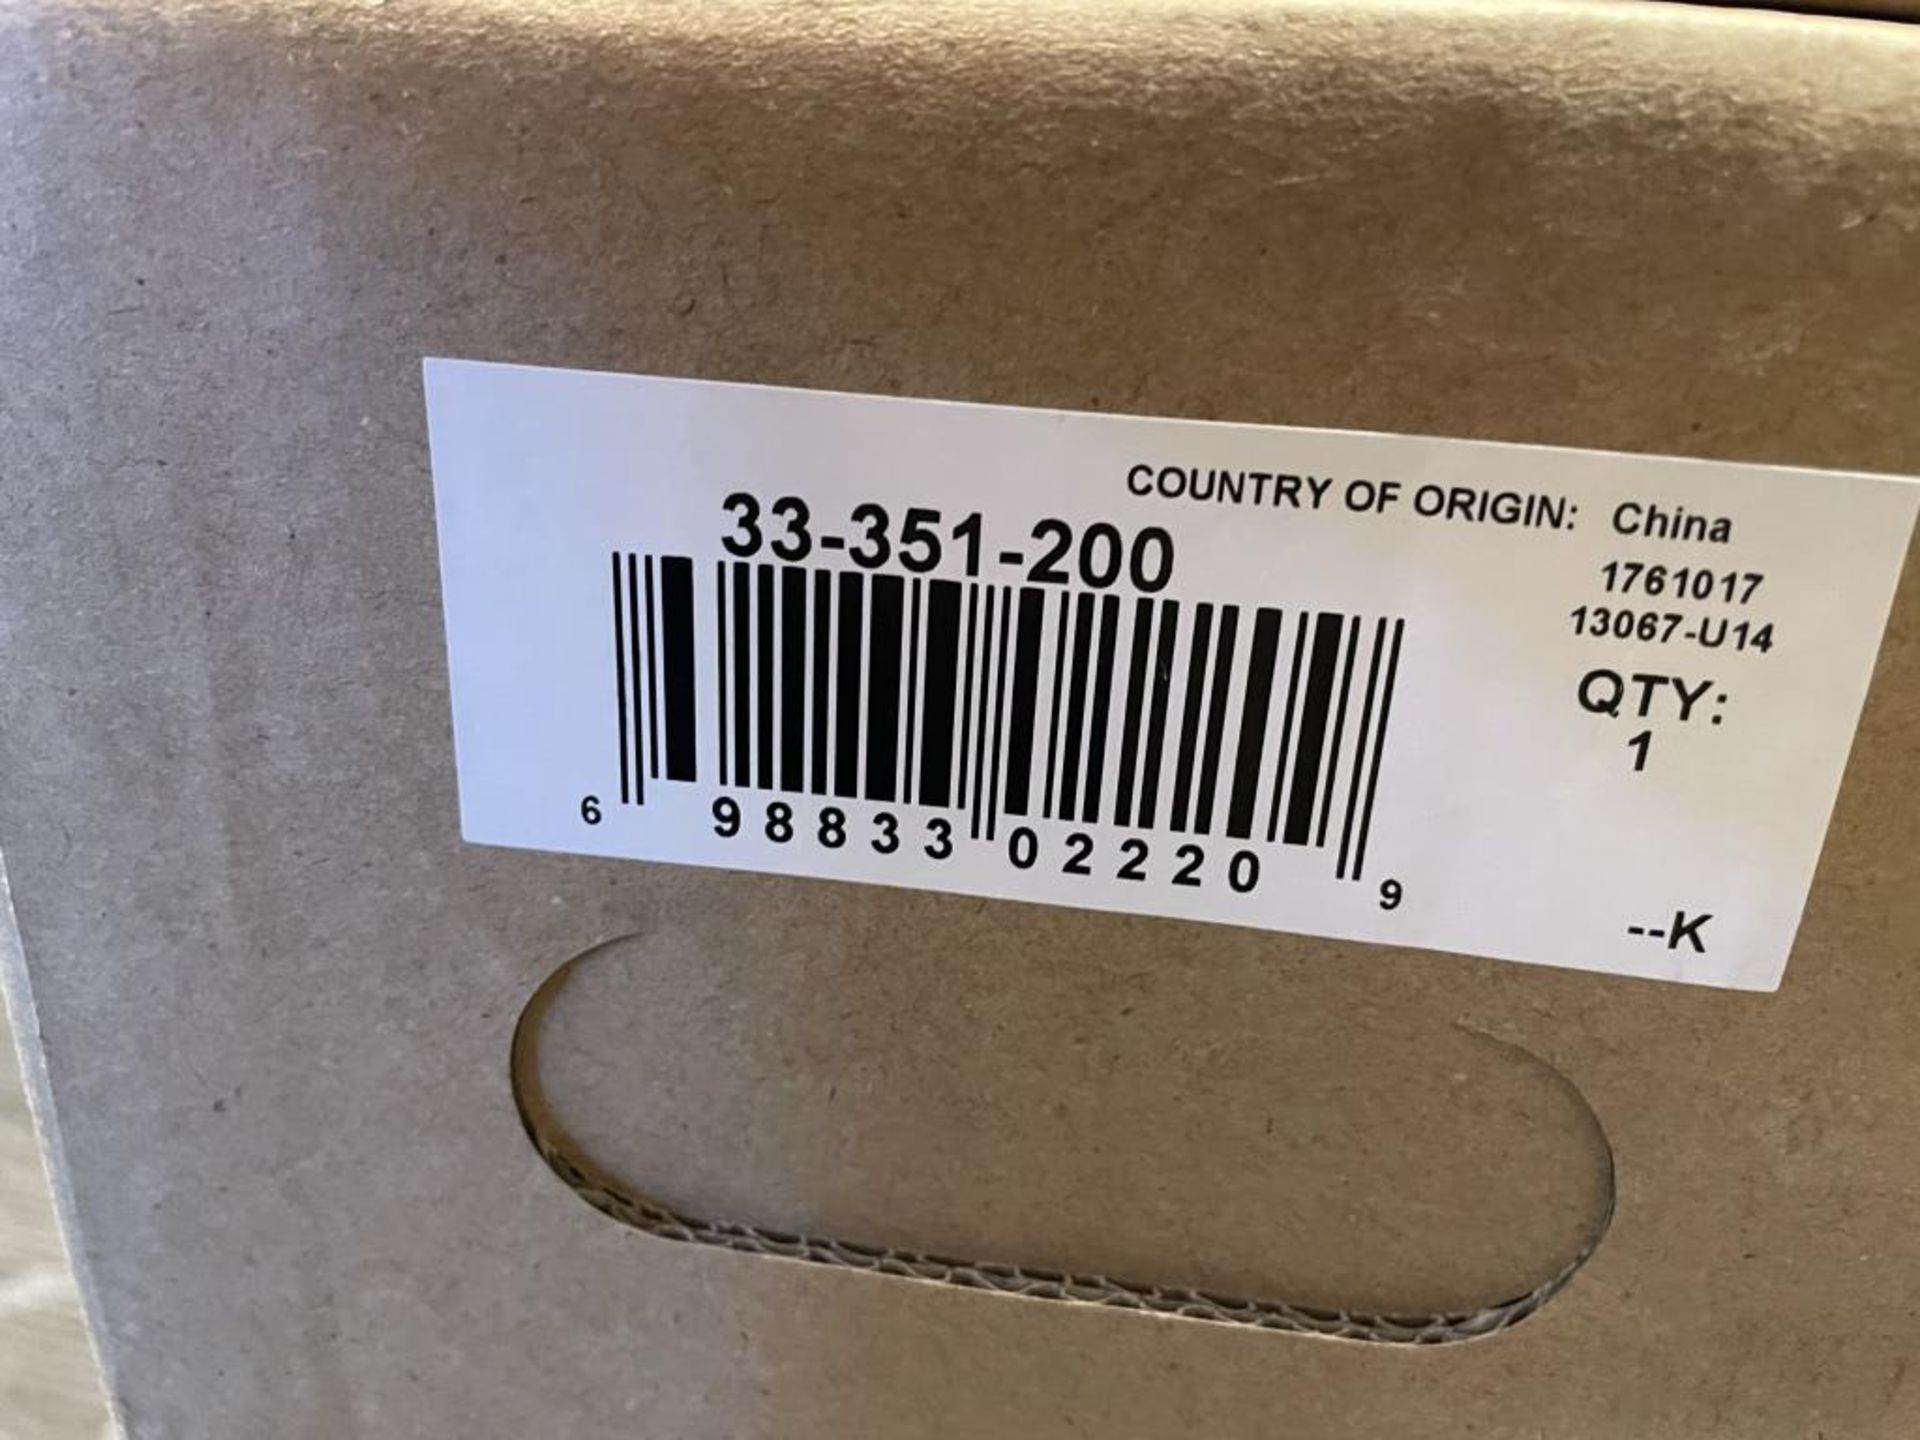 COUNTRY OF ORIGIN: China
33-351-200
1761017
13067-U14
QTY:
1
6 98833 02220 9
--K